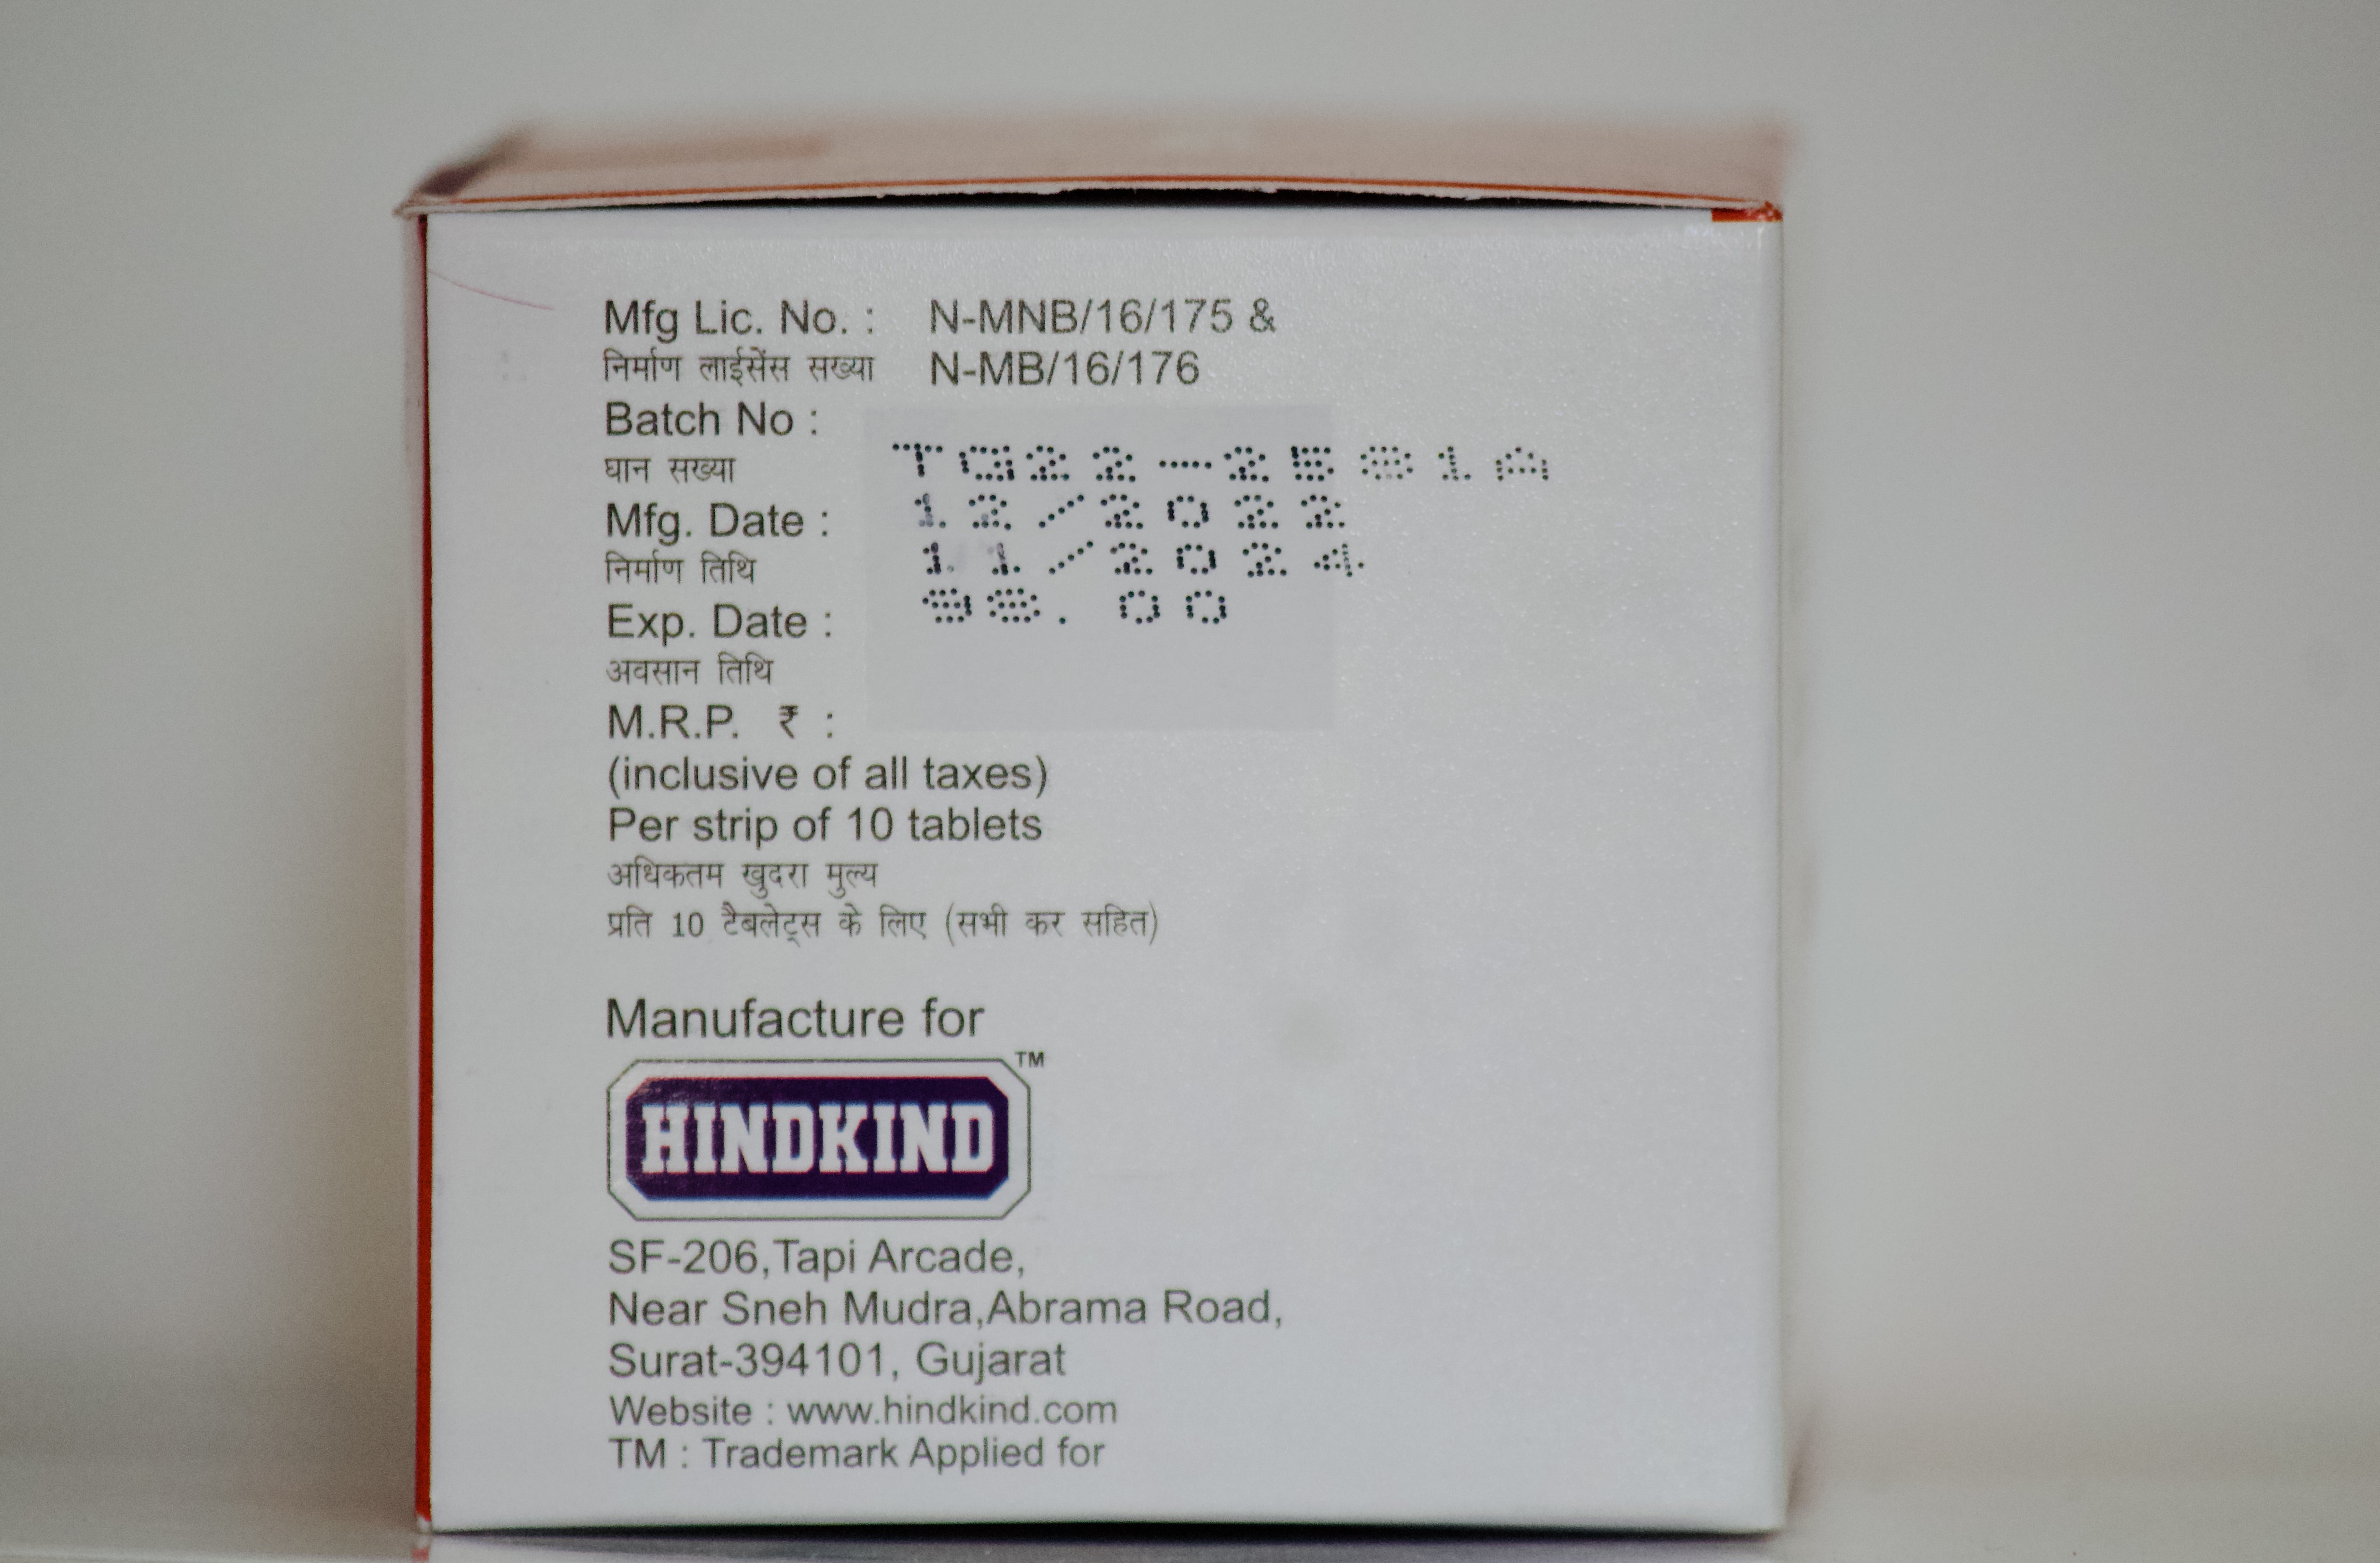 Mfg Lic. No. : N-MNB/16/175 &
निर्माण लाईसेंस सख्या N-MB/16/176
Batch No :
घान सख्या TG22-2581A
Mfg. Date : 12/2022
निर्माण तिथि 11/2024
Exp. Date : 98.00
अवसान तिथि
M.R.P. ₹ :
(inclusive of all taxes)
Per strip of 10 tablets
अधिकतम खुदरा मुल्य
प्रति 10 टैबलेट्स के लिए (सभी कर सहित)
Manufacture for
HINDKIND TM
SF-206,Tapi Arcade,
Near Sneh Mudra,Abrama Road,
Surat-394101, Gujarat
Website : www.hindkind.com
TM : Trademark Applied for